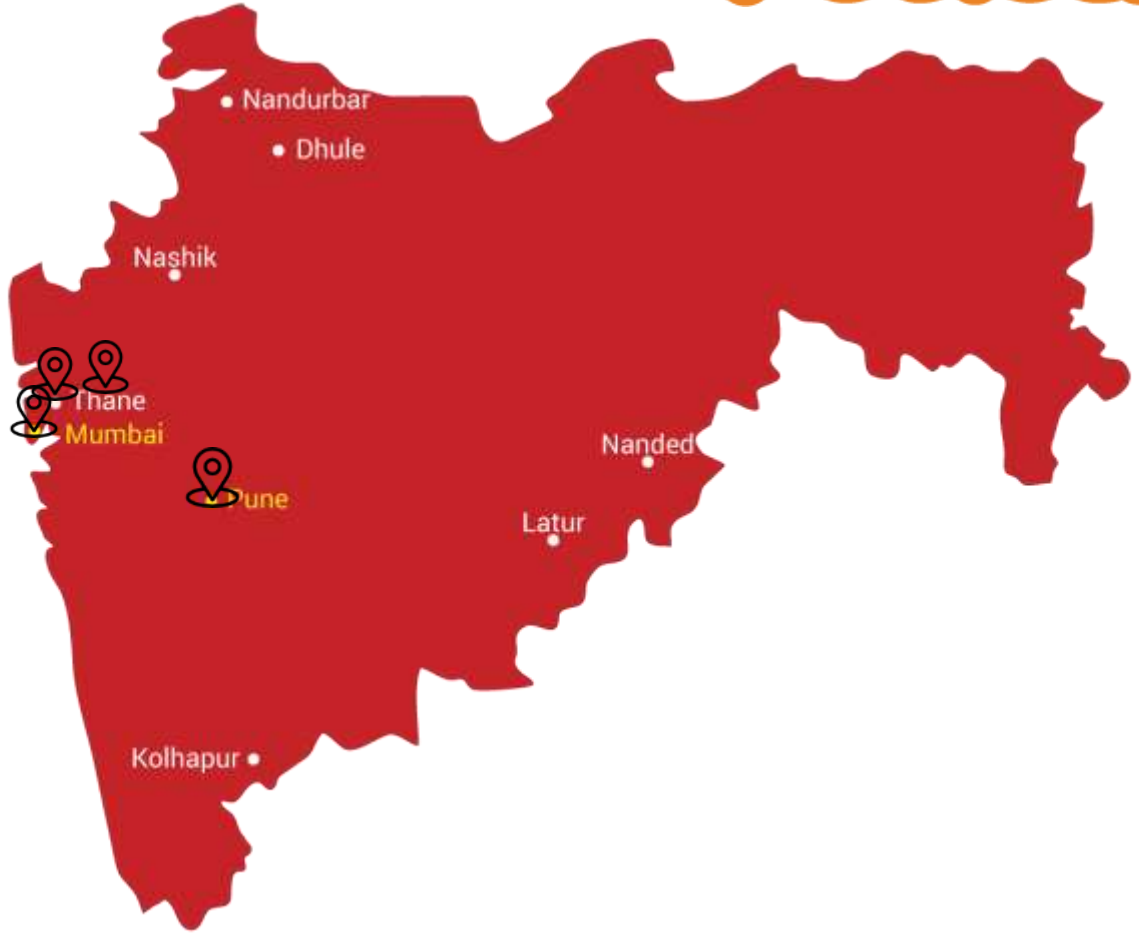 Nandurbar
Dhule
Nashik
Thane
Mumbai
Pune
Nanded
Latur
Kolhapur